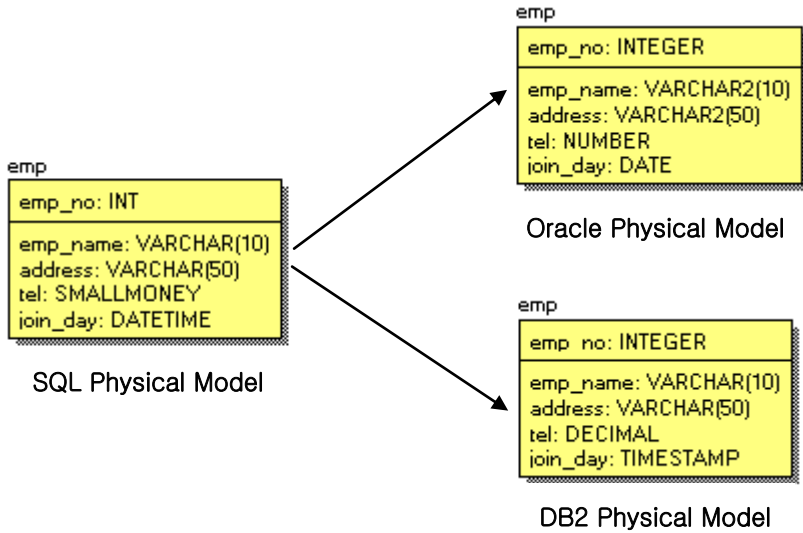 emp
emp_no: INTEGER
emp_name: VARCHAR2(10)
address: VARCHAR2(50)
tel: NUMBER
join_day: DATE
Oracle Physical Model
emp
emp_no: INT
emp_name: VARCHAR(10)
address: VARCHAR(50)
tel: SMALLMONEY
join_day: DATETIME
SQL Physical Model
emp
emp_no: INTEGER
emp_name: VARCHAR(10)
address: VARCHAR(50)
tel: DECIMAL
join_day: TIMESTAMP
DB2 Physical Model